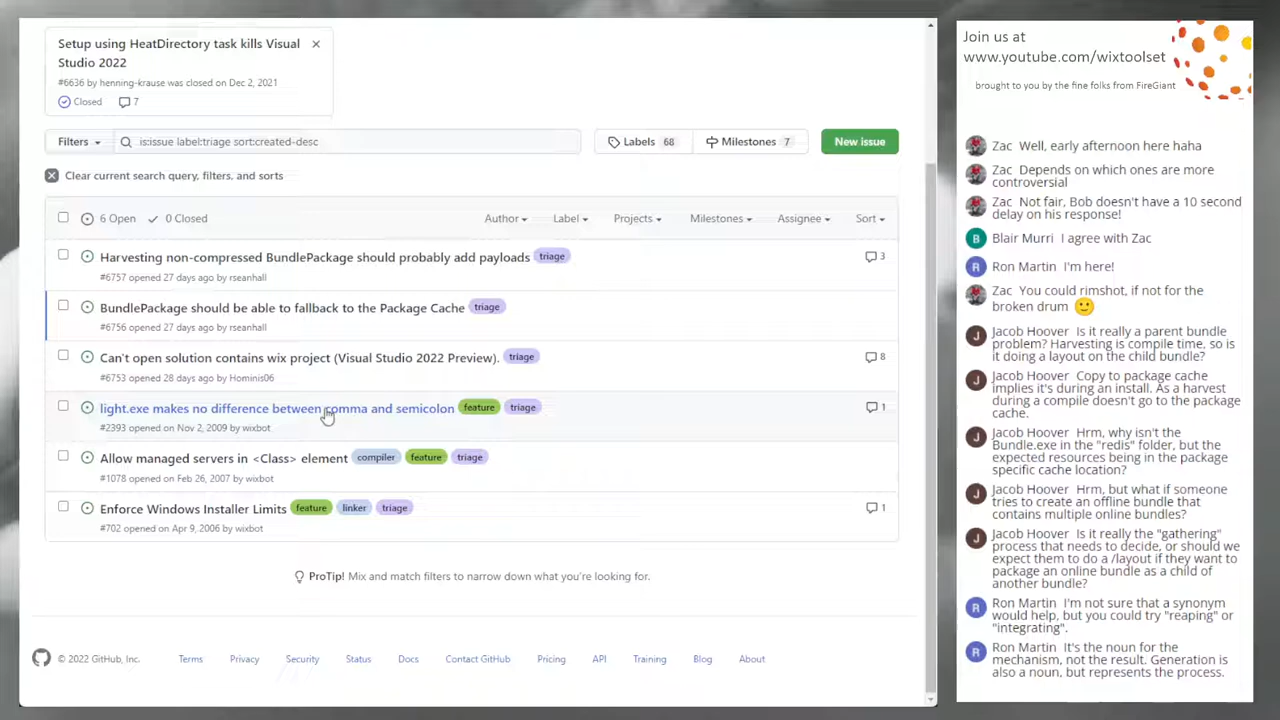 Setup using HeatDirectory task kills Visual
Studio 2022
#6636 by henning-krause was closed on Dec 2, 2021
Closed 7
Filters
is:issue label:triage sort:created-desc
Labels 68
Milestones 7
New issue
Clear current search query, filters, and sorts
6 Open 0 Closed
Author Label Projects Milestones Assignee Sort
Harvesting non-compressed BundlePackage should probably add payloads triage 3
#6757 opened 27 days ago by rseanhall
BundlePackage should be able to fallback to the Package Cache triage
#6756 opened 27 days ago by rseanhall
Can't open solution contains wix project (Visual Studio 2022 Preview). triage 8
#6753 opened 28 days ago by Hominis06
light.exe makes no difference between comma and semicolon feature triage 1
#2393 opened on Nov 2, 2009 by wixbot
Allow managed servers in <Class> element compiler feature triage
#1078 opened on Feb 26, 2007 by wixbot
Enforce Windows Installer Limits feature linker triage 1
#702 opened on Apr 9, 2006 by wixbot
ProTip! Mix and match filters to narrow down what you're looking for.
© 2022 GitHub, Inc. Terms Privacy Security Status Docs Contact GitHub Pricing API Training Blog About
Join us at
www.youtube.com/wixtoolset
brought to you by the fine folks from FireGiant
Zac Well, early afternoon here haha
Zac Depends on which ones are more
controversial
Zac Not fair, Bob doesn't have a 10 second
delay on his response!
B Blair Murri I agree with Zac
R Ron Martin I'm here!
Zac You could rimshot, if not for the
broken drum 🙂
J Jacob Hoover Is it really a parent bundle
problem? Harvesting is compile time, so is
it doing a layout on the child bundle?
J Jacob Hoover Copy to package cache
implies it's during an install. As a harvest
during a compile doesn't go to the package
cache.
J Jacob Hoover Hrm, why isn't the
Bundle.exe in the "redis" folder, but the
expected resources being in the package
specific cache location?
J Jacob Hoover Hrm, but what if someone
tries to create an offline bundle that
contains multiple online bundles?
J Jacob Hoover Is it really the "gathering"
process that needs to decide, or should we
expect them to do a /layout if they want to
package an online bundle as a child of
another bundle?
R Ron Martin I'm not sure that a synonym
would help, but you could try "reaping" or
"integrating".
R Ron Martin It's the noun for the
mechanism, not the result. Generation is
also a noun, but represents the process.